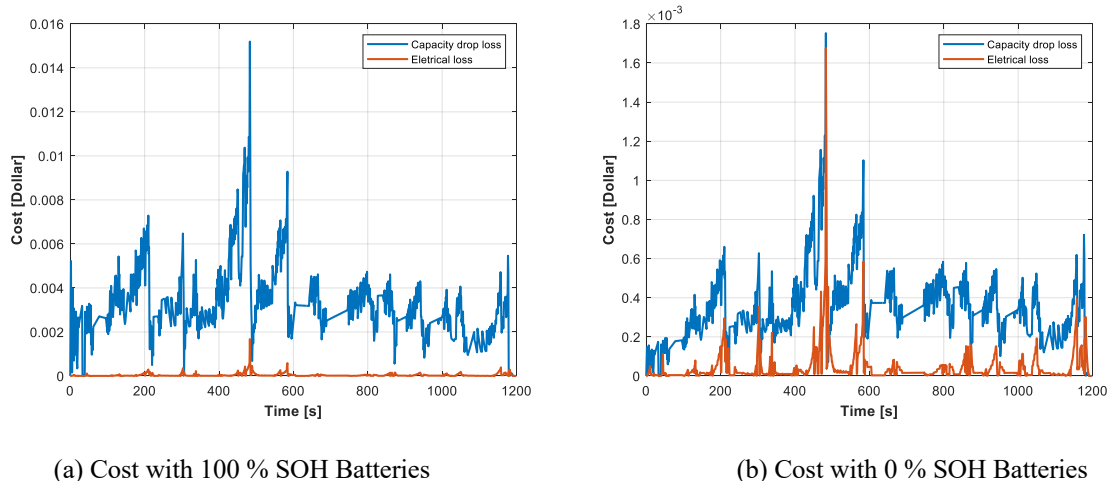 0.016
0.014
0.012
0.01
0.008
0.006
0.004
0.002
0
Cost [Dollar]
Capacity drop loss
Eletrical loss
0 200 400 600 800 1000 1200
Time [s]
(a) Cost with 100 % SOH Batteries
×10⁻³
1.8
1.6
1.4
1.2
1
0.8
0.6
0.4
0.2
0
Cost [Dollar]
Capacity drop loss
Eletrical loss
0 200 400 600 800 1000 1200
Time [s]
(b) Cost with 0 % SOH Batteries